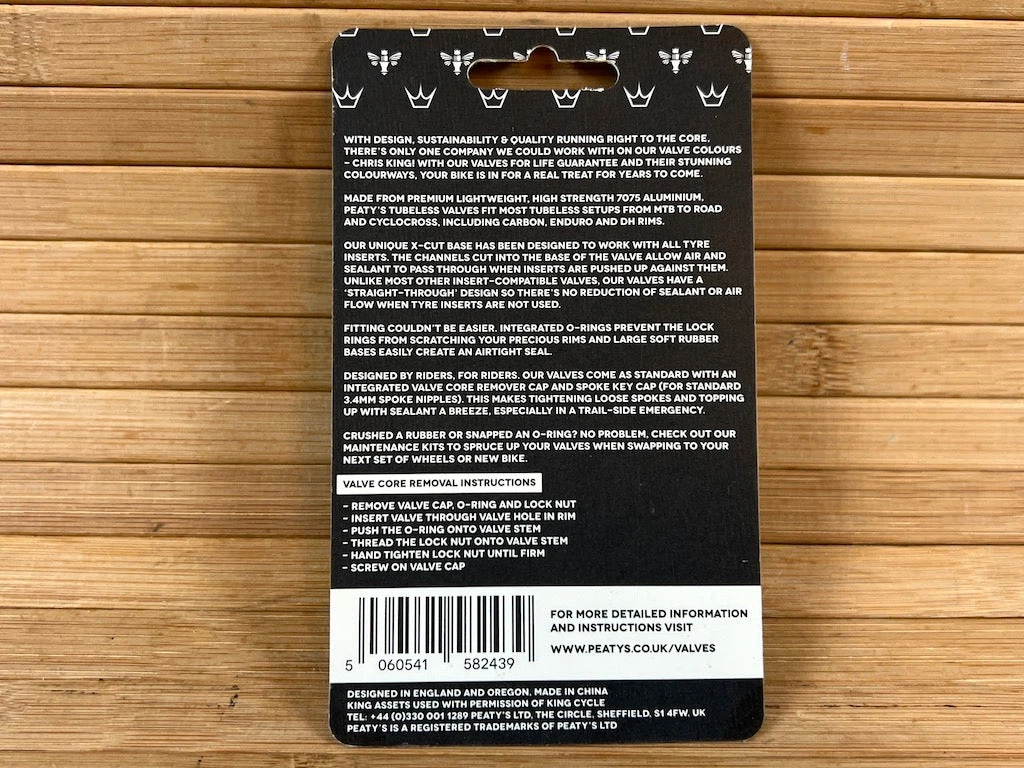 WITH DESIGN, SUSTAINABILITY & QUALITY RUNNING RIGHT TO THE CORE,
THERE'S ONLY ONE COMPANY WE COULD WORK WITH ON OUR VALVE COLOURS
– CHRIS KING! WITH OUR VALVES FOR LIFE GUARANTEE AND THEIR STUNNING
COLOURWAYS, YOUR BIKE IS IN FOR A REAL TREAT FOR YEARS TO COME.
MADE FROM PREMIUM LIGHTWEIGHT, HIGH STRENGTH 7075 ALUMINIUM,
PEATY'S TUBELESS VALVES FIT MOST TUBELESS SETUPS FROM MTB TO ROAD
AND CYCLOCROSS, INCLUDING CARBON, ENDURO AND DH RIMS.
OUR UNIQUE X-CUT BASE HAS BEEN DESIGNED TO WORK WITH ALL TYRE
INSERTS. THE CHANNELS CUT INTO THE BASE OF THE VALVE ALLOW AIR AND
SEALANT TO PASS THROUGH WHEN INSERTS ARE PUSHED UP AGAINST THEM.
UNLIKE MOST OTHER INSERT-COMPATIBLE VALVES, OUR VALVES HAVE A
'STRAIGHT-THROUGH' DESIGN SO THERE'S NO REDUCTION OF SEALANT OR AIR
FLOW WHEN TYRE INSERTS ARE NOT USED.
FITTING COULDN'T BE EASIER. INTEGRATED O-RINGS PREVENT THE LOCK
RINGS FROM SCRATCHING YOUR PRECIOUS RIMS AND LARGE SOFT RUBBER
BASES EASILY CREATE AN AIRTIGHT SEAL.
DESIGNED BY RIDERS, FOR RIDERS. OUR VALVES COME AS STANDARD WITH AN
INTEGRATED VALVE CORE REMOVER CAP AND SPOKE KEY CAP (FOR STANDARD
3.4MM SPOKE NIPPLES). THIS MAKES TIGHTENING LOOSE SPOKES AND TOPPING
UP WITH SEALANT A BREEZE, ESPECIALLY IN A TRAIL-SIDE EMERGENCY.
CRUSHED A RUBBER OR SNAPPED AN O-RING? NO PROBLEM, CHECK OUT OUR
MAINTENANCE KITS TO SPRUCE UP YOUR VALVES WHEN SWAPPING TO YOUR
NEXT SET OF WHEELS OR NEW BIKE.
VALVE CORE REMOVAL INSTRUCTIONS
- REMOVE VALVE CAP, O-RING AND LOCK NUT
- INSERT VALVE THROUGH VALVE HOLE IN RIM
- PUSH THE O-RING ONTO VALVE STEM
- THREAD THE LOCK NUT ONTO VALVE STEM
- HAND TIGHTEN LOCK NUT UNTIL FIRM
- SCREW ON VALVE CAP
5 060541 582439
FOR MORE DETAILED INFORMATION
AND INSTRUCTIONS VISIT
WWW.PEATYS.CO.UK/VALVES
DESIGNED IN ENGLAND AND OREGON. MADE IN CHINA
KING ASSETS USED WITH PERMISSION OF KING CYCLE
TEL: +44 (0)330 001 1289 PEATY'S LTD, THE CIRCLE, SHEFFIELD, S1 4FW, UK
PEATY'S IS A REGISTERED TRADEMARKS OF PEATY'S LTD